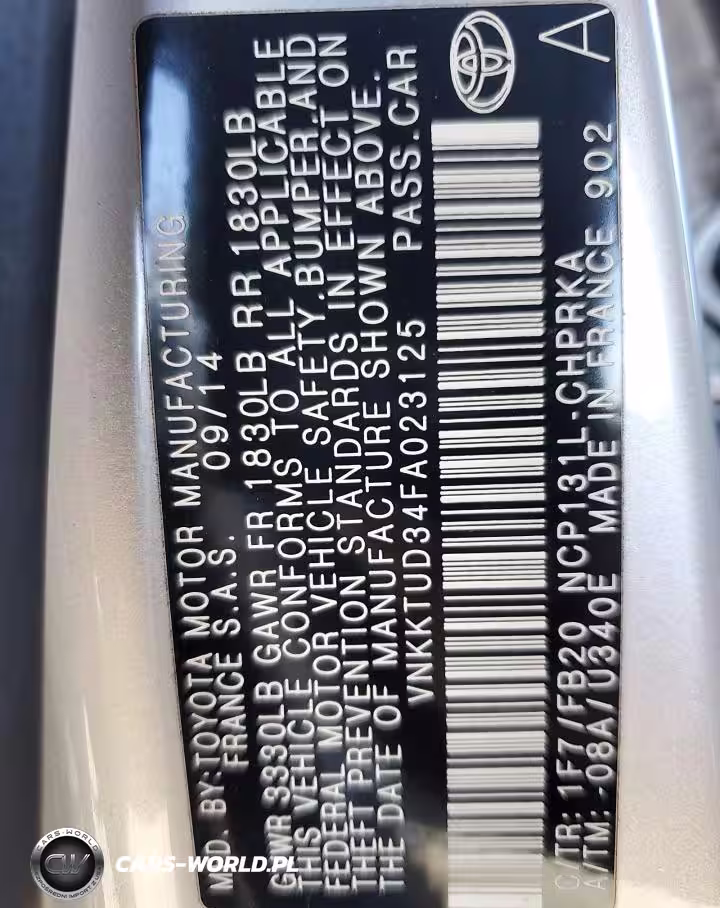 MFD. BY:TOYOTA MOTOR MANUFACTURING
FRANCE S.A.S. 09/14
GVWR 3330LB GAWR FR 1830LB RR 1830LB
THIS VEHICLE CONFORMS TO ALL APPLICABLE
FEDERAL MOTOR VEHICLE SAFETY.BUMPER.AND
THEFT PREVENTION STANDARDS IN EFFECT ON
THE DATE OF MANUFACTURE SHOWN ABOVE.
VNKKTUD34FA023125 PASS.CAR
C/TR: 1F7/FB20 NCP131L-CHPRKA
A/TM: -08A/U340E MADE IN FRANCE 902
A
CARS-WORLD
CW
CARS-WORLD.PL